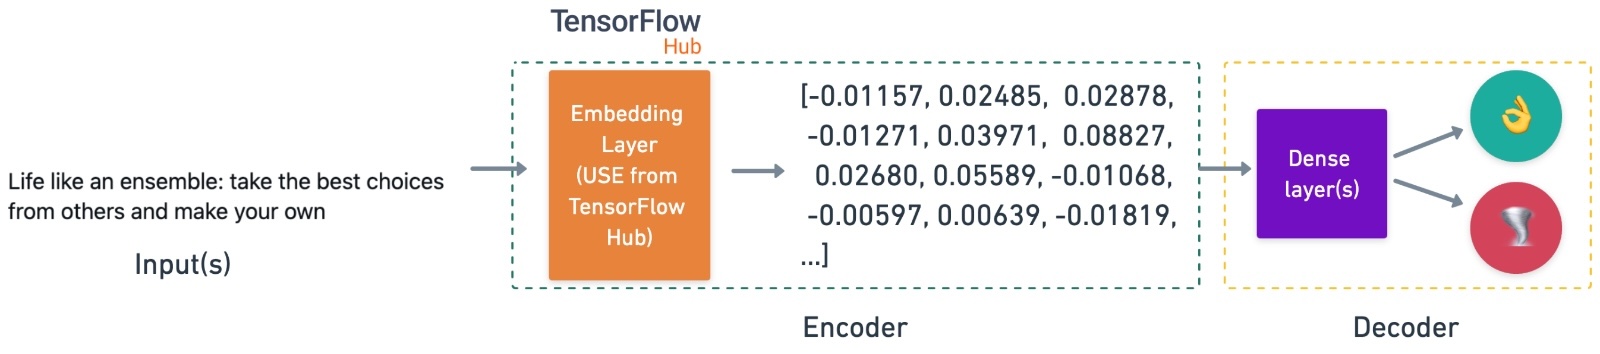 TensorFlow
Hub
Life like an ensemble: take the best choices
from others and make your own
Input(s)
Embedding
Layer
(USE from
TensorFlow
Hub)
[-0.01157, 0.02485, 0.02878,
-0.01271, 0.03971, 0.08827,
0.02680, 0.05589, -0.01068,
-0.00597, 0.00639, -0.01819,
...]
Encoder
Dense
layer(s)
Decoder